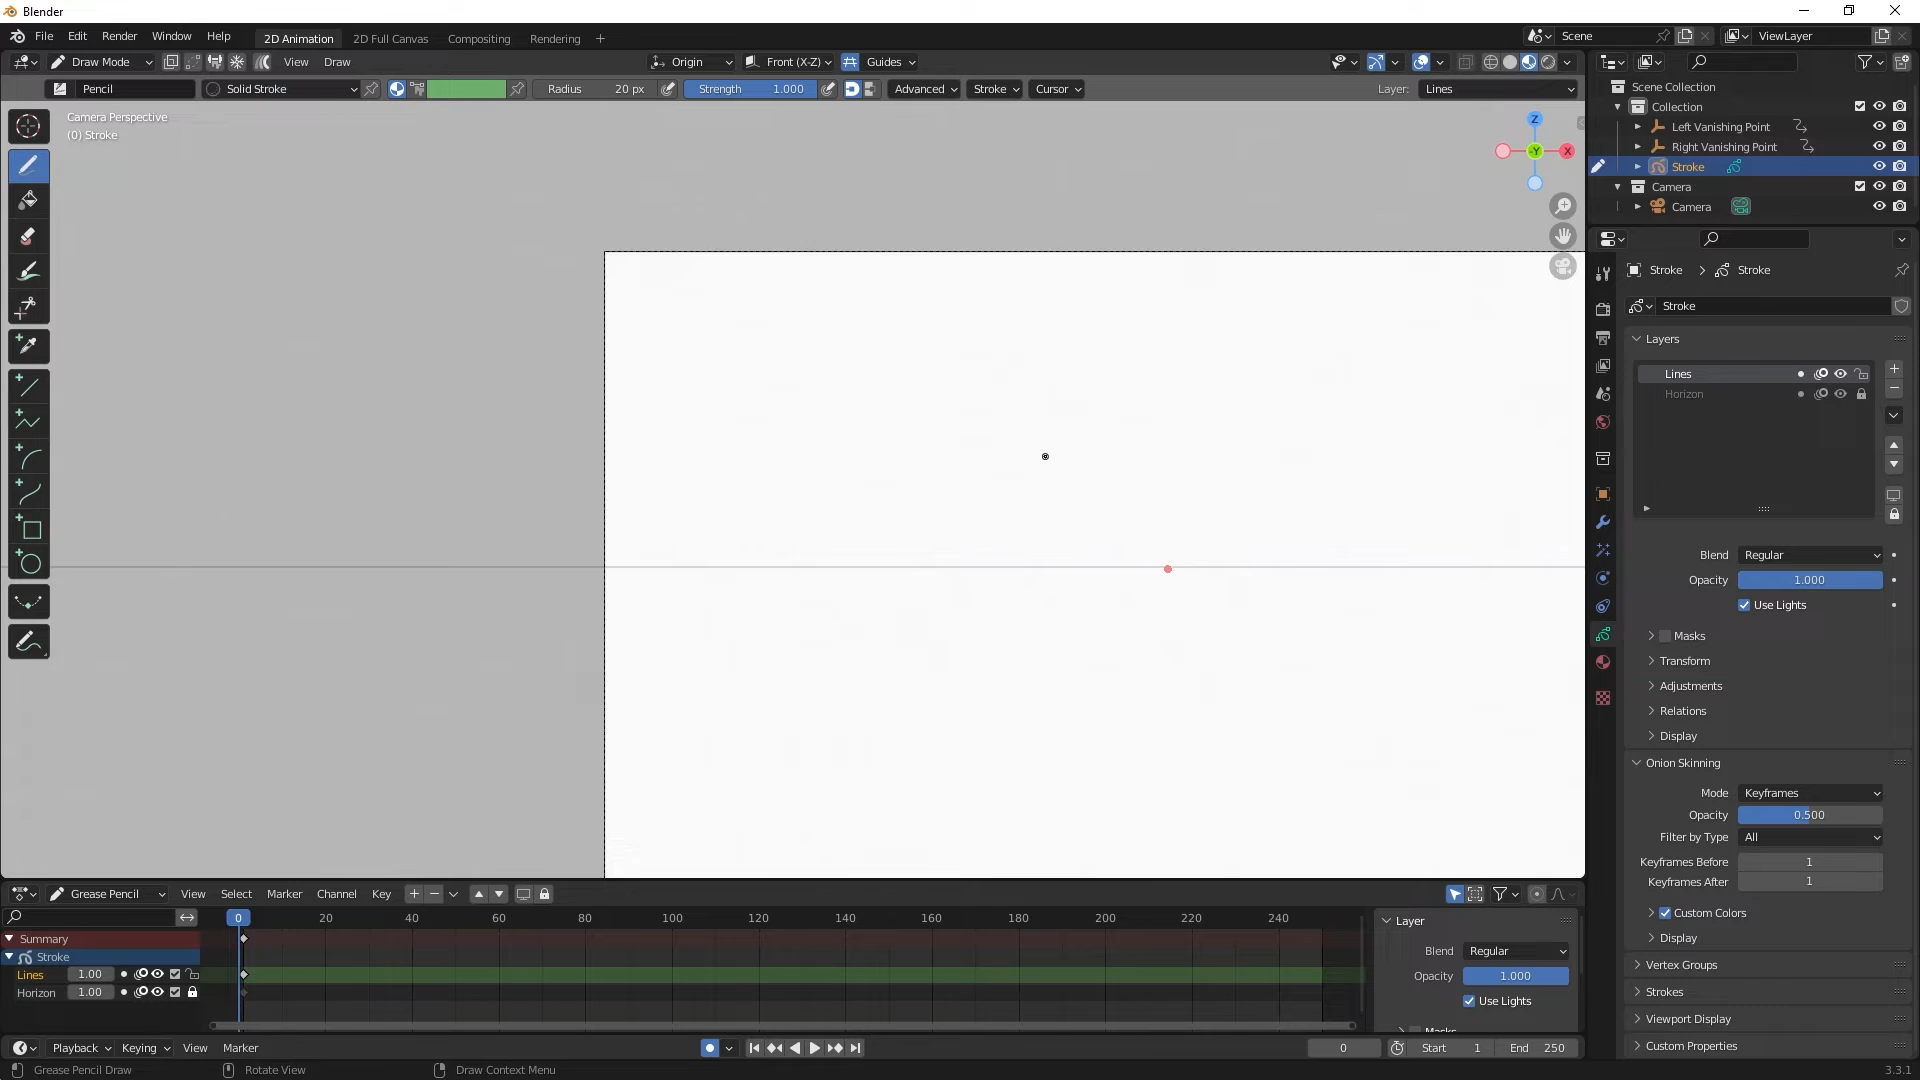 Blender
File Edit Render Window Help 2D Animation 2D Full Canvas Compositing Rendering + Scene ViewLayer
Draw Mode View Draw Origin Front (X-Z) Guides
Pencil Solid Stroke Radius 20 px Strength 1.000 Advanced Stroke Cursor Layer: Lines
Camera Perspective
(0) Stroke
Z
-Y X
Scene Collection
Collection
Left Vanishing Point
Right Vanishing Point
Stroke
Camera
Camera
Stroke > Stroke
Stroke
Layers
Lines
Horizon
Blend Regular
Opacity 1.000
Use Lights
Masks
Transform
Adjustments
Relations
Display
Onion Skinning
Mode Keyframes
Opacity 0.500
Filter by Type All
Keyframes Before 1
Keyframes After 1
Custom Colors
Display
Vertex Groups
Strokes
Viewport Display
Custom Properties
Grease Pencil View Select Marker Channel Key
0 20 40 60 80 100 120 140 160 180 200 220 240
Summary
Stroke
Lines 1.00
Horizon 1.00
Layer
Blend Regular
Opacity 1.000
Use Lights
Masks
Playback Keying View Marker 0 Start 1 End 250
Grease Pencil Draw Rotate View Draw Context Menu 3.3.1